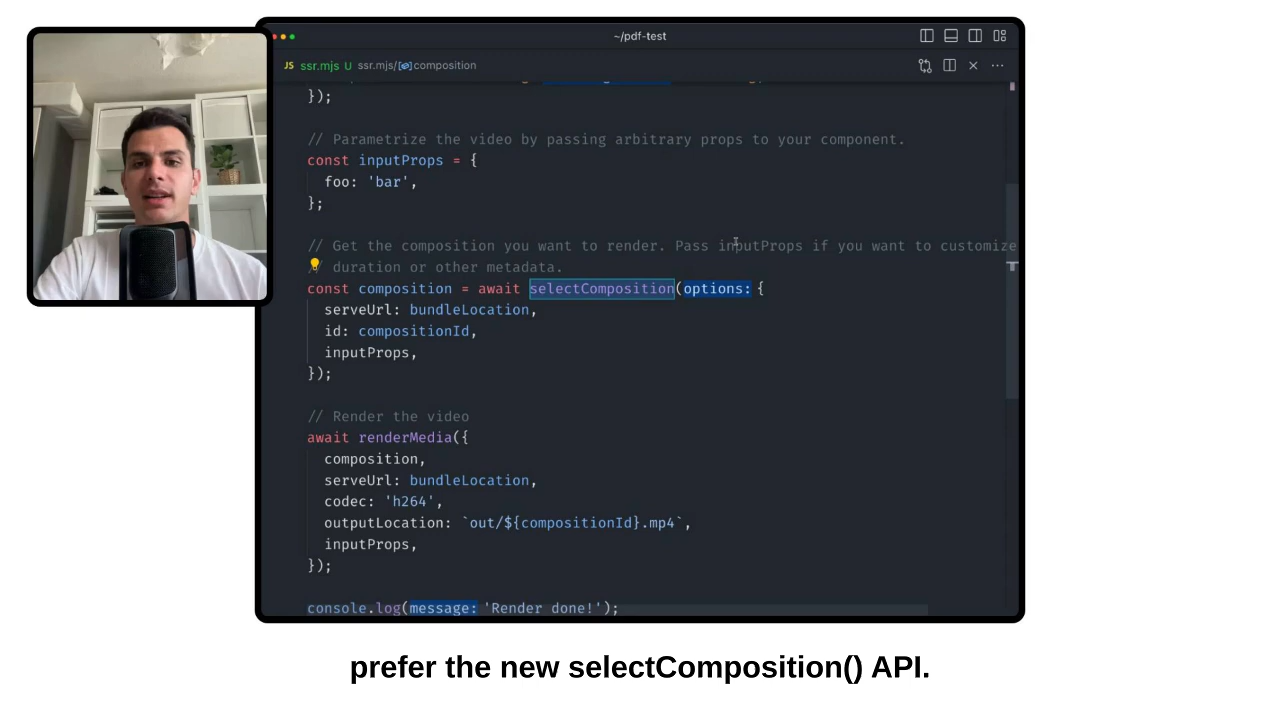 ~/pdf-test
JS ssr.mjs U ssr.mjs/[ø]composition
});
// Parametrize the video by passing arbitrary props to your component.
const inputProps = {
foo: 'bar',
};
// Get the composition you want to render. Pass inputProps if you want to customize
// duration or other metadata.
const composition = await selectComposition(options: {
serveUrl: bundleLocation,
id: compositionId,
inputProps,
});
// Render the video
await renderMedia({
composition,
serveUrl: bundleLocation,
codec: 'h264',
outputLocation: `out/${compositionId}.mp4`,
inputProps,
});
console.log(message: 'Render done!');
prefer the new selectComposition() API.